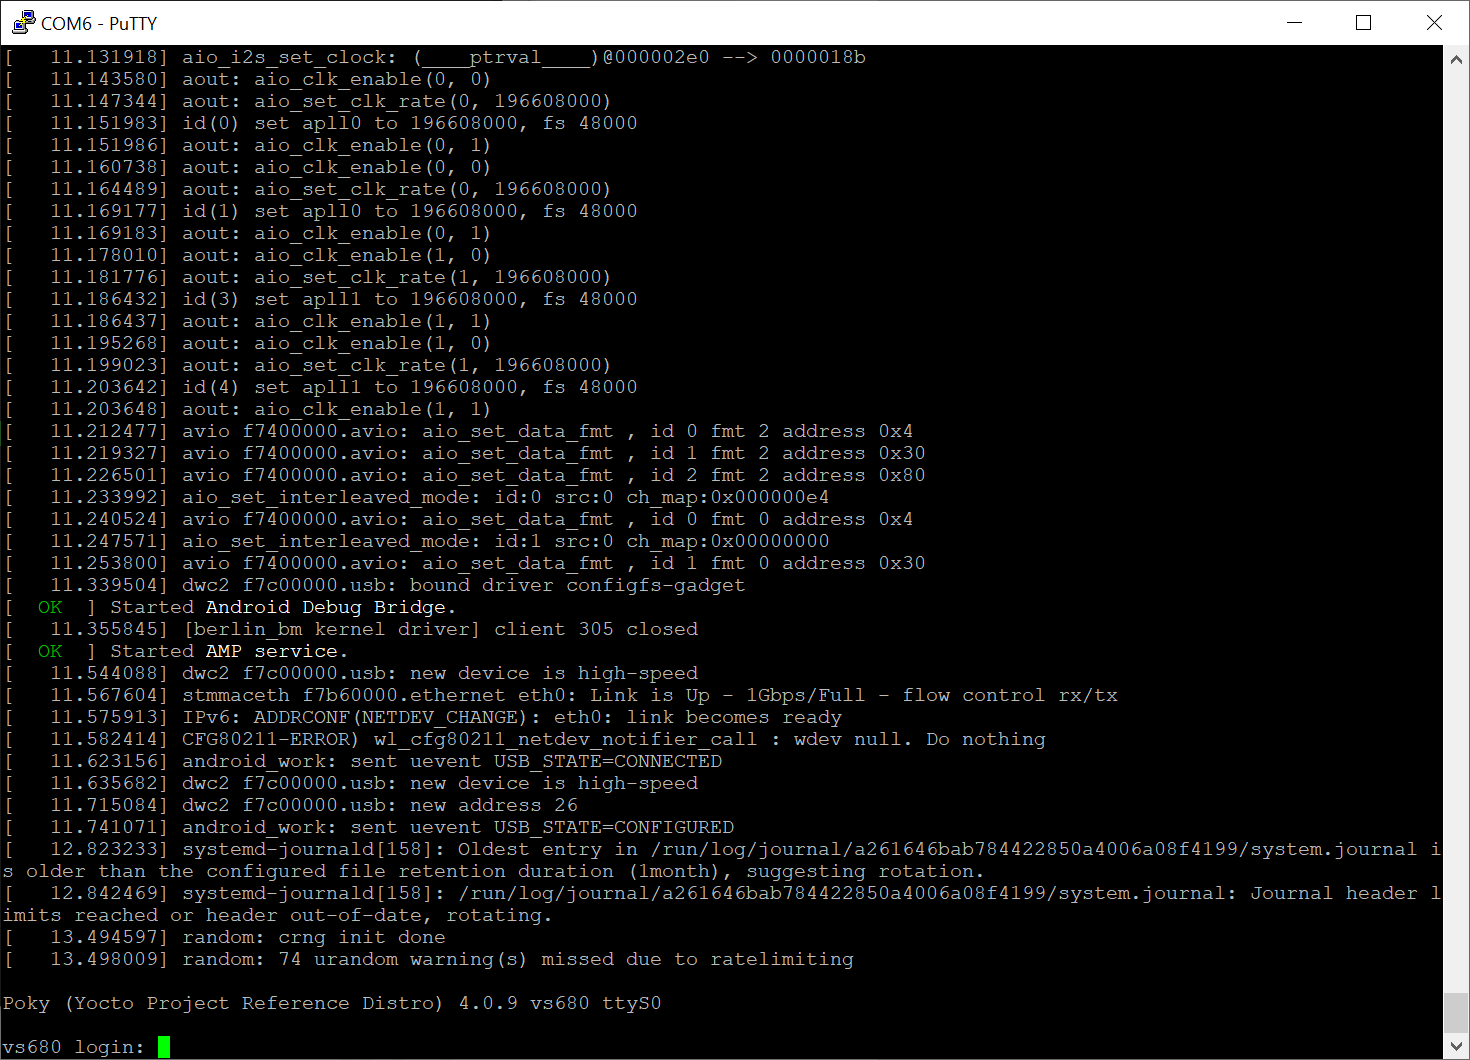 COM6 - PuTTY
[   11.131918] aio_i2s_set_clock: (____ptrval____)@000002e0 --> 0000018b
[   11.143580] aout: aio_clk_enable(0, 0)
[   11.147344] aout: aio_set_clk_rate(0, 196608000)
[   11.151983] id(0) set apll0 to 196608000, fs 48000
[   11.151986] aout: aio_clk_enable(0, 1)
[   11.160738] aout: aio_clk_enable(0, 0)
[   11.164489] aout: aio_set_clk_rate(0, 196608000)
[   11.169177] id(1) set apll0 to 196608000, fs 48000
[   11.169183] aout: aio_clk_enable(0, 1)
[   11.178010] aout: aio_clk_enable(1, 0)
[   11.181776] aout: aio_set_clk_rate(1, 196608000)
[   11.186432] id(3) set apll1 to 196608000, fs 48000
[   11.186437] aout: aio_clk_enable(1, 1)
[   11.195268] aout: aio_clk_enable(1, 0)
[   11.199023] aout: aio_set_clk_rate(1, 196608000)
[   11.203642] id(4) set apll1 to 196608000, fs 48000
[   11.203648] aout: aio_clk_enable(1, 1)
[   11.212477] avio f7400000.avio: aio_set_data_fmt , id 0 fmt 2 address 0x4
[   11.219327] avio f7400000.avio: aio_set_data_fmt , id 1 fmt 2 address 0x30
[   11.226501] avio f7400000.avio: aio_set_data_fmt , id 2 fmt 2 address 0x80
[   11.233992] aio_set_interleaved_mode: id:0 src:0 ch_map:0x000000e4
[   11.240524] avio f7400000.avio: aio_set_data_fmt , id 0 fmt 0 address 0x4
[   11.247571] aio_set_interleaved_mode: id:1 src:0 ch_map:0x00000000
[   11.253800] avio f7400000.avio: aio_set_data_fmt , id 1 fmt 0 address 0x30
[   11.339504] dwc2 f7c00000.usb: bound driver configfs-gadget
[  OK  ] Started Android Debug Bridge.
[   11.355845] [berlin_bm kernel driver] client 305 closed
[  OK  ] Started AMP service.
[   11.544088] dwc2 f7c00000.usb: new device is high-speed
[   11.567604] stmmaceth f7b60000.ethernet eth0: Link is Up - 1Gbps/Full - flow control rx/tx
[   11.575913] IPv6: ADDRCONF(NETDEV_CHANGE): eth0: link becomes ready
[   11.582414] CFG80211-ERROR) wl_cfg80211_netdev_notifier_call : wdev null. Do nothing
[   11.623156] android_work: sent uevent USB_STATE=CONNECTED
[   11.635682] dwc2 f7c00000.usb: new device is high-speed
[   11.715084] dwc2 f7c00000.usb: new address 26
[   11.741071] android_work: sent uevent USB_STATE=CONFIGURED
[   12.823233] systemd-journald[158]: Oldest entry in /run/log/journal/a261646bab784422850a4006a08f4199/system.journal i
s older than the configured file retention duration (1month), suggesting rotation.
[   12.842469] systemd-journald[158]: /run/log/journal/a261646bab784422850a4006a08f4199/system.journal: Journal header l
imits reached or header out-of-date, rotating.
[   13.494597] random: crng init done
[   13.498009] random: 74 urandom warning(s) missed due to ratelimiting
Poky (Yocto Project Reference Distro) 4.0.9 vs680 ttyS0
vs680 login: